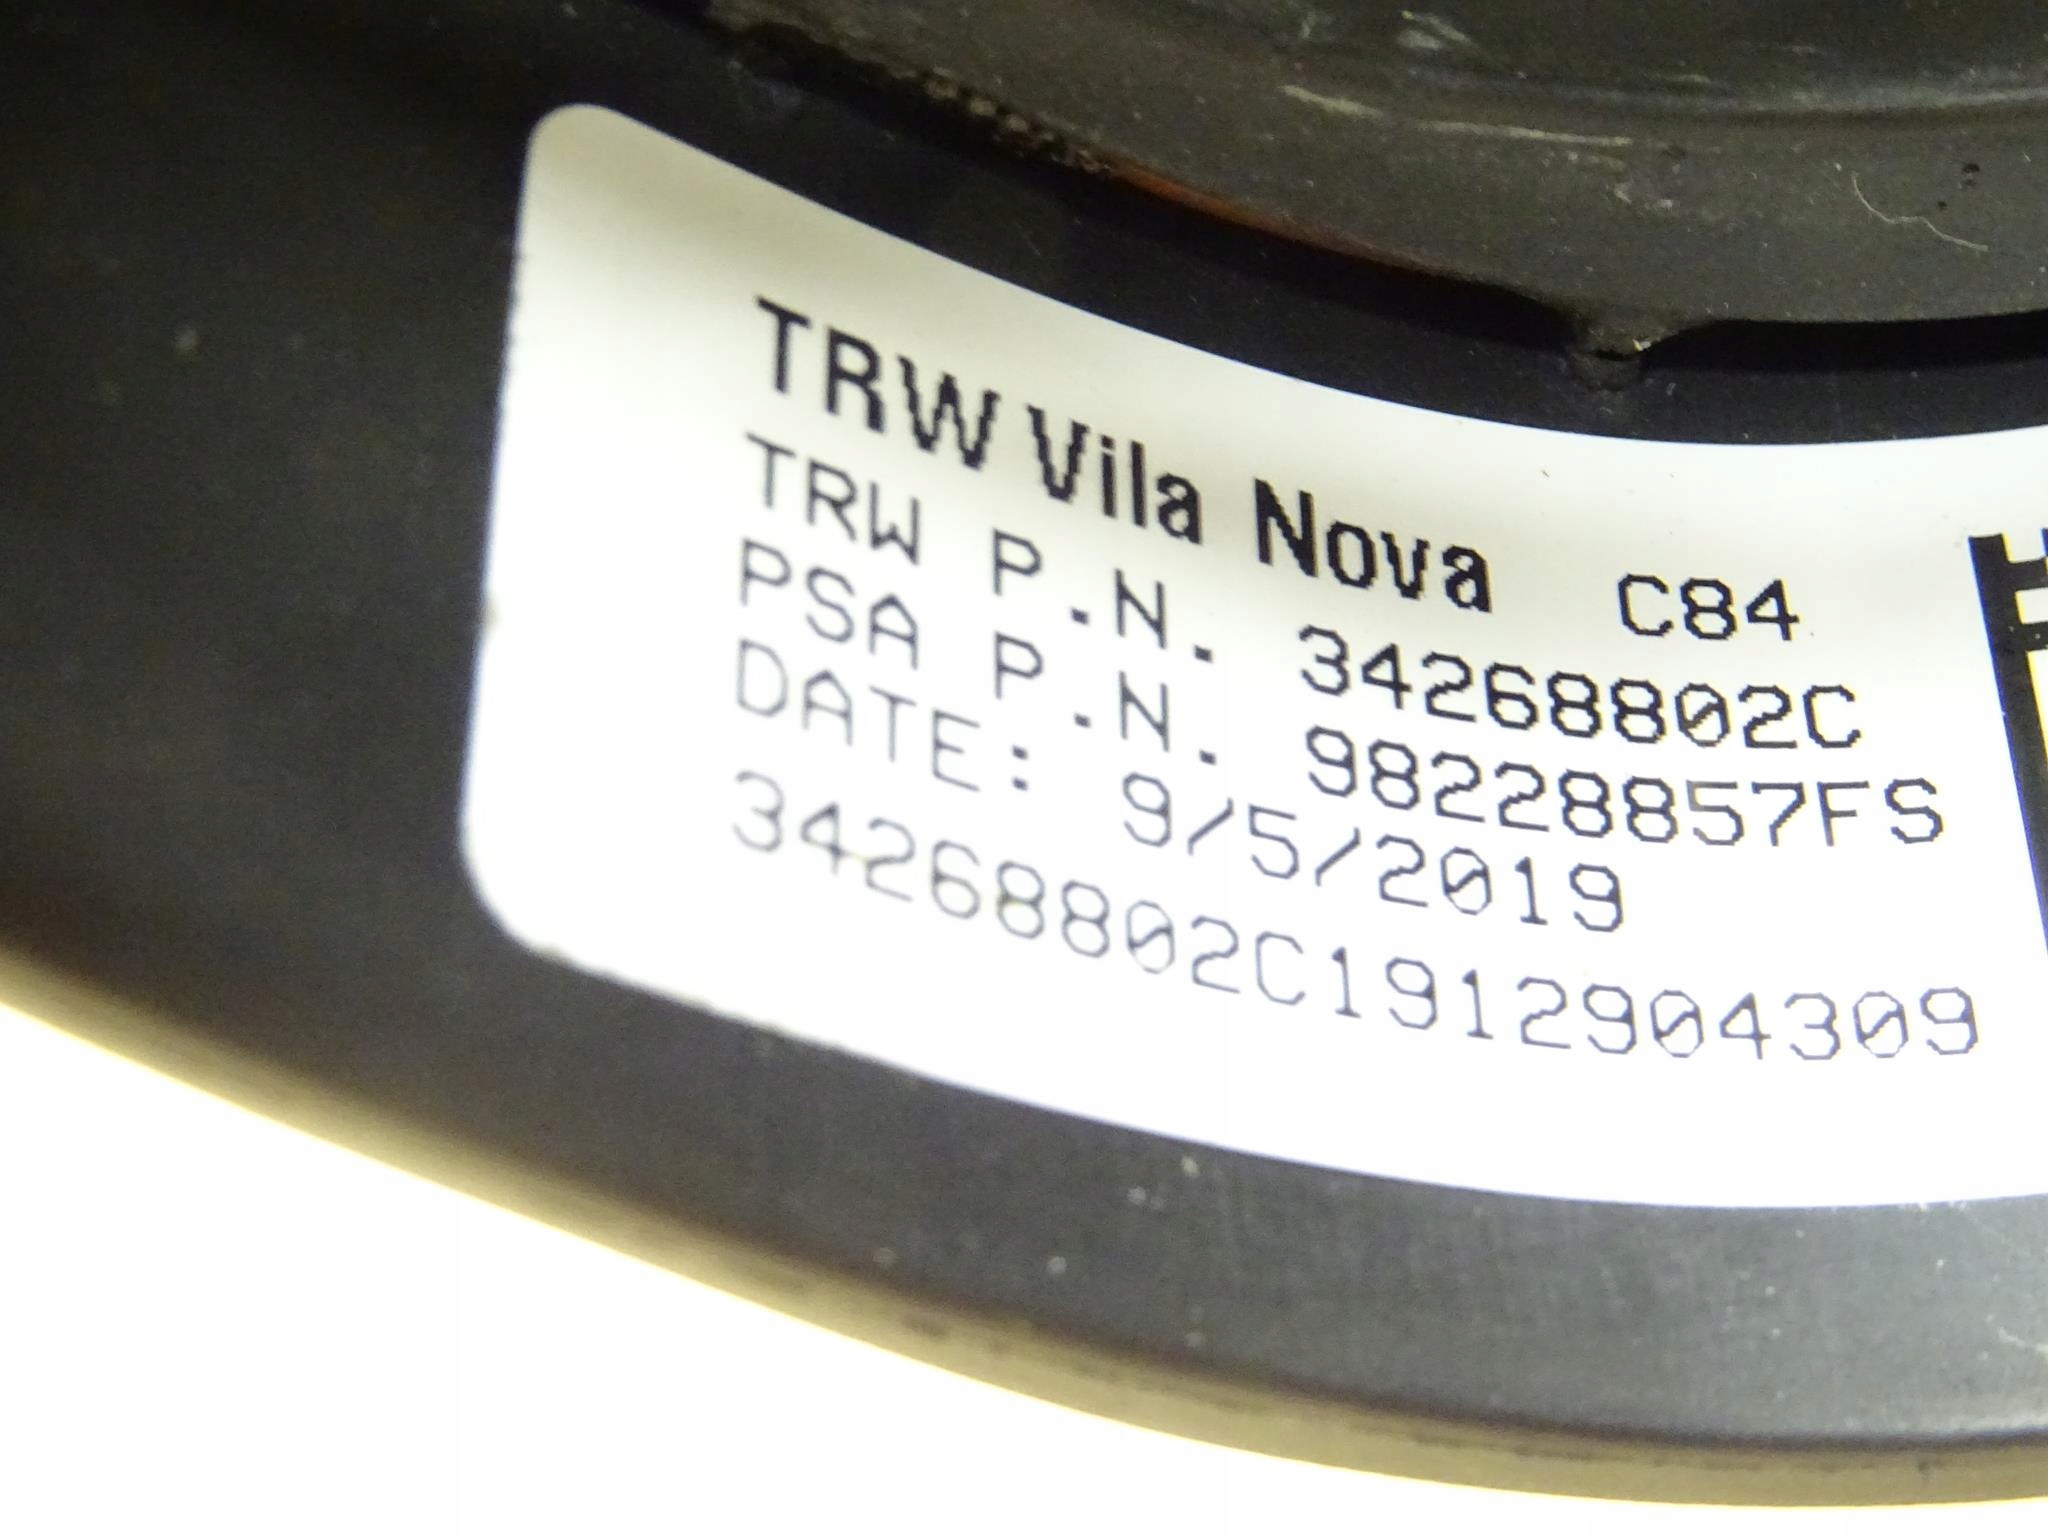 TRW Vila Nova C84
TRW P.N. 34268802C
PSA P.N. 98228857FS
DATE: 9/5/2019
34268802C1912904309